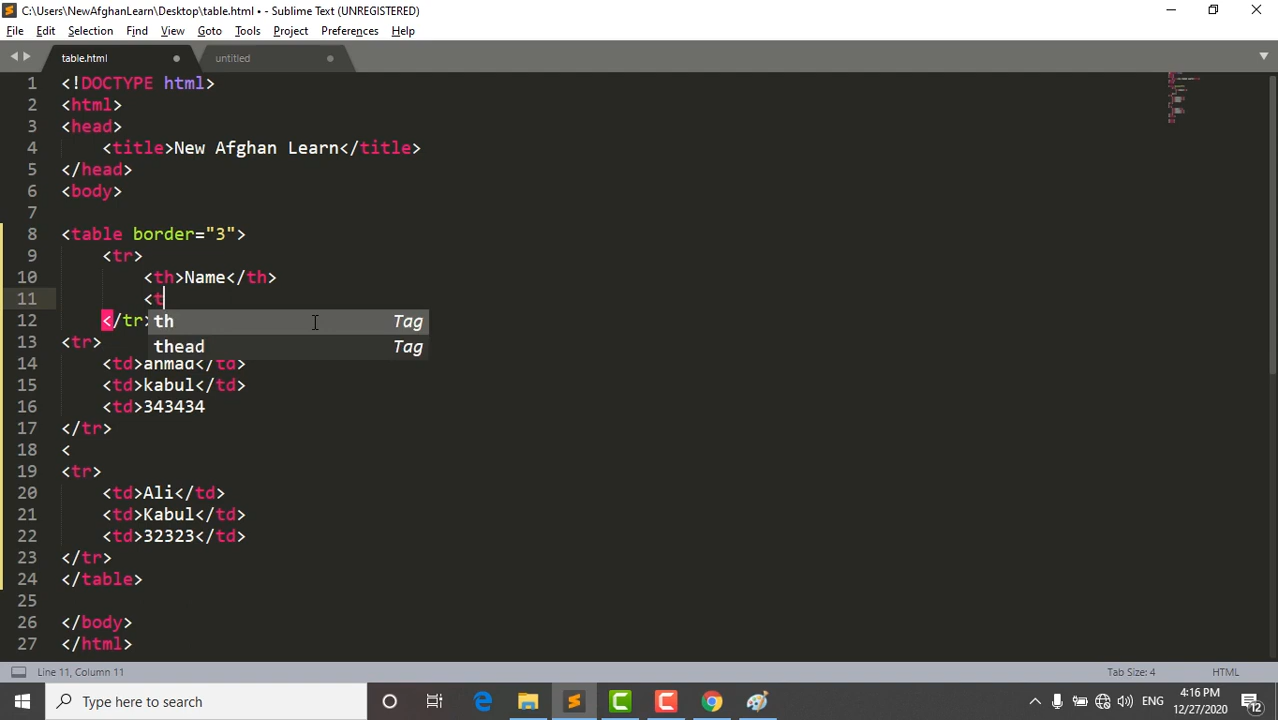 C:\Users\NewAfghanLearn\Desktop\table.html • - Sublime Text (UNREGISTERED)
File Edit Selection Find View Goto Tools Project Preferences Help
table.html untitled
1 <!DOCTYPE html>
2 <html>
3 <head>
4 <title>New Afghan Learn</title>
5 </head>
6 <body>
7
8 <table border="3">
9 <tr>
10 <th>Name</th>
11 <t
12 </tr>
th Tag
13 <tr>
thead Tag
14 <td>ahmad</td>
15 <td>kabul</td>
16 <td>343434
17 </tr>
18 <
19 <tr>
20 <td>Ali</td>
21 <td>Kabul</td>
22 <td>32323</td>
23 </tr>
24 </table>
25
26 </body>
27 </html>
Line 11, Column 11 Tab Size: 4 HTML
Type here to search ENG 4:16 PM 12/27/2020 12